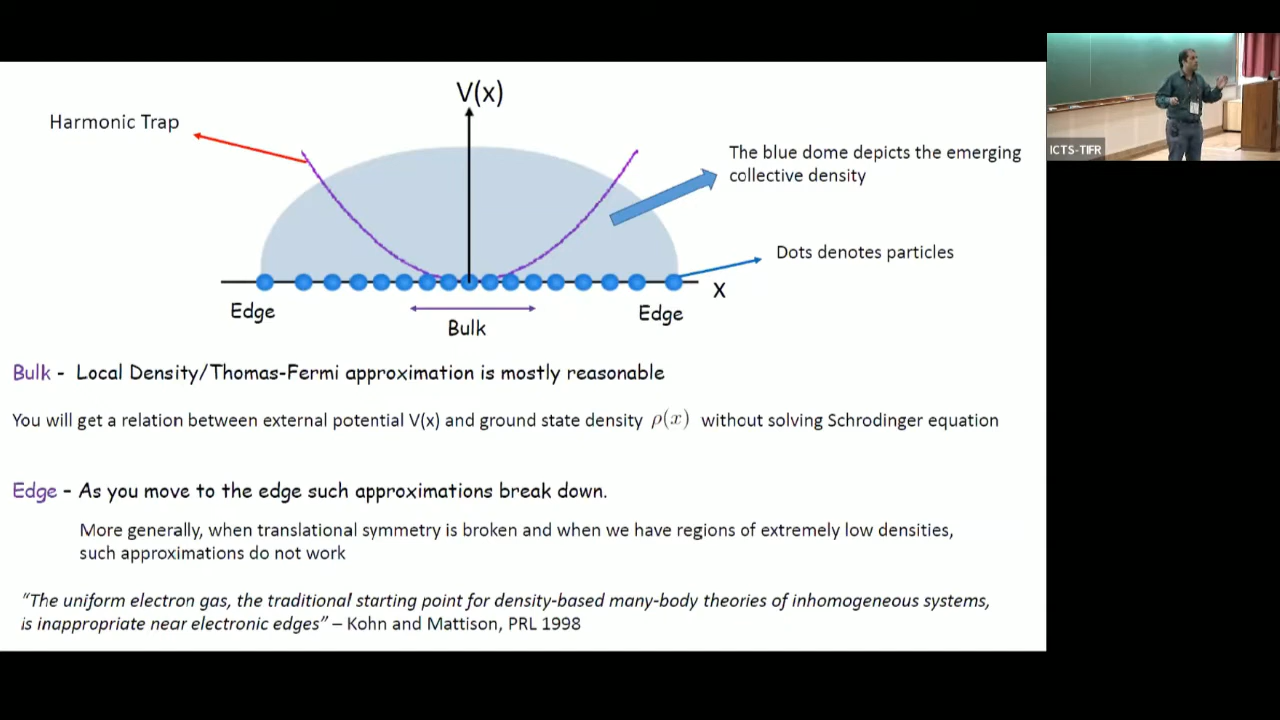 V(x)
Harmonic Trap
The blue dome depicts the emerging
collective density
ICTS-TIFR
Dots denotes particles
X
Edge
Bulk
Edge
Bulk - Local Density/Thomas-Fermi approximation is mostly reasonable
You will get a relation between external potential V(x) and ground state density ρ(x) without solving Schrodinger equation
Edge - As you move to the edge such approximations break down.
More generally, when translational symmetry is broken and when we have regions of extremely low densities,
such approximations do not work
“The uniform electron gas, the traditional starting point for density-based many-body theories of inhomogeneous systems,
is inappropriate near electronic edges” – Kohn and Mattison, PRL 1998